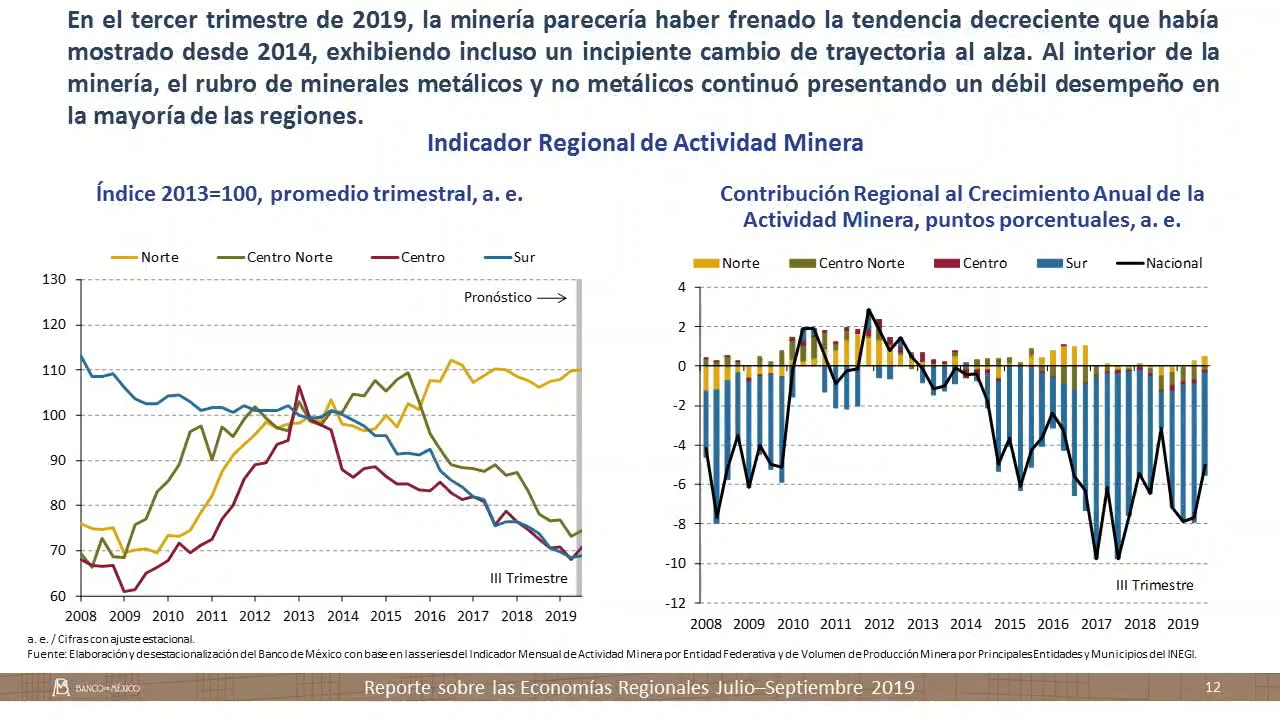 En el tercer trimestre de 2019, la minería parecería haber frenado la tendencia decreciente que había
mostrado desde 2014, exhibiendo incluso un incipiente cambio de trayectoria al alza. Al interior de la
minería, el rubro de minerales metálicos y no metálicos continuó presentando un débil desempeño en
la mayoría de las regiones.
Indicador Regional de Actividad Minera
Índice 2013=100, promedio trimestral, a. e.
Norte Centro Norte Centro Sur
130
120
110
100
90
80
70
60
Pronóstico
III Trimestre
2008 2009 2010 2011 2012 2013 2014 2015 2016 2017 2018 2019
Contribución Regional al Crecimiento Anual de la
Actividad Minera, puntos porcentuales, a. e.
Norte Centro Norte Centro Sur Nacional
4
2
0
-2
-4
-6
-8
-10
-12
III Trimestre
2008 2009 2010 2011 2012 2013 2014 2015 2016 2017 2018 2019
a. e. / Cifras con ajuste estacional.
Fuente: Elaboración y desestacionalización del Banco de México con base en las series del Indicador Mensual de Actividad Minera por Entidad Federativa y de Volumen de Producción Minera por Principales Entidades y Municipios del INEGI.
BANCO DE MÉXICO
Reporte sobre las Economías Regionales Julio–Septiembre 2019
12